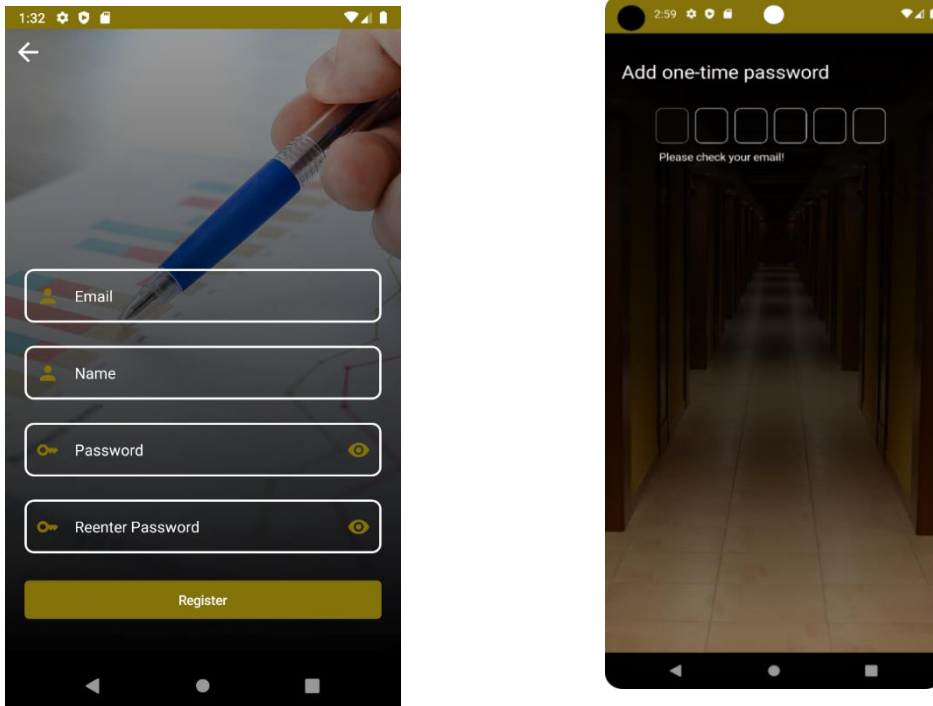 1:32
Email
Name
Password
Reenter Password
Register
2:59
Add one-time password
Please check your email!